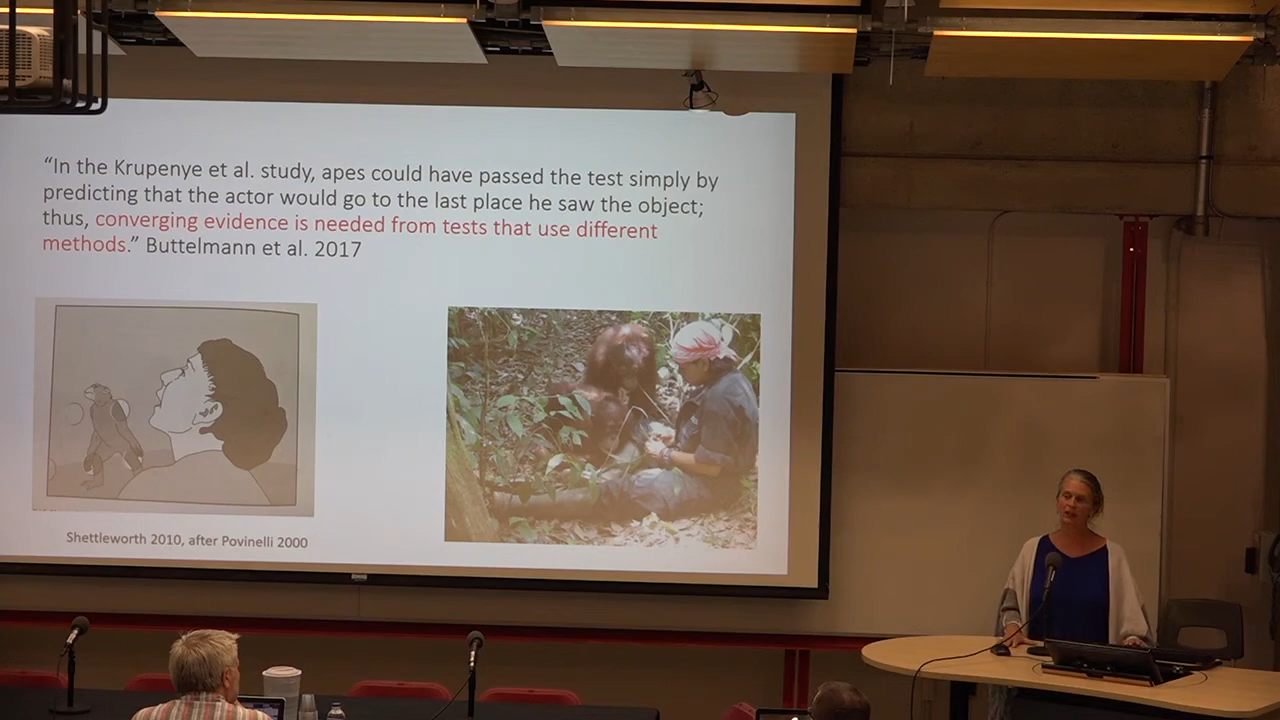 “In the Krupenye et al. study, apes could have passed the test simply by
predicting that the actor would go to the last place he saw the object;
thus, converging evidence is needed from tests that use different
methods.” Buttelmann et al. 2017
Shettleworth 2010, after Povinelli 2000